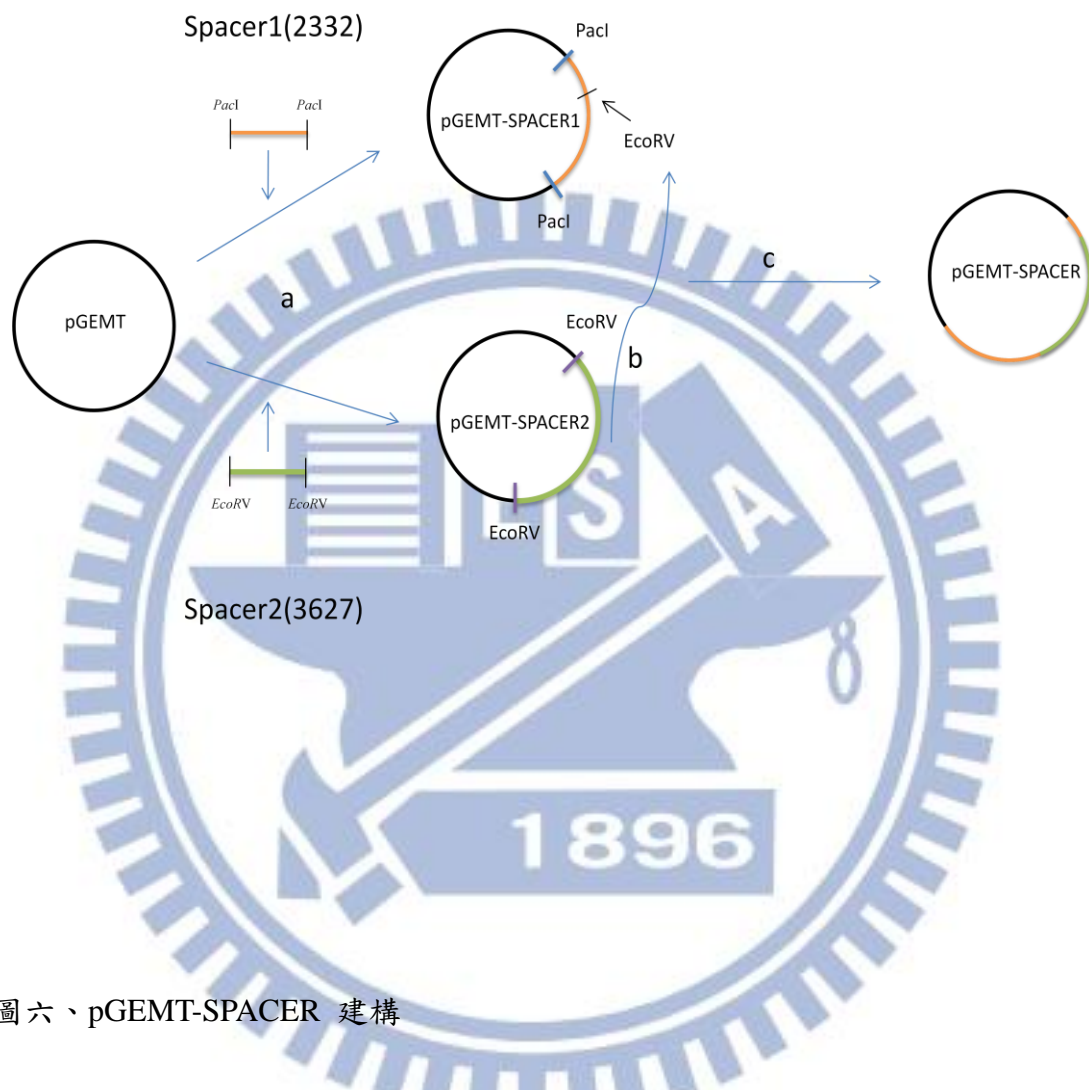 Spacer1(2332)
PacI
PacI
PacI
pGEMT-SPACER1
EcoRV
PacI
pGEMT-SPACER
c
a
pGEMT
EcoRV
b
pGEMT-SPACER2
EcoRV
EcoRV
EcoRV
S
A
Spacer2(3627)
1896
圖六、pGEMT-SPACER 建構